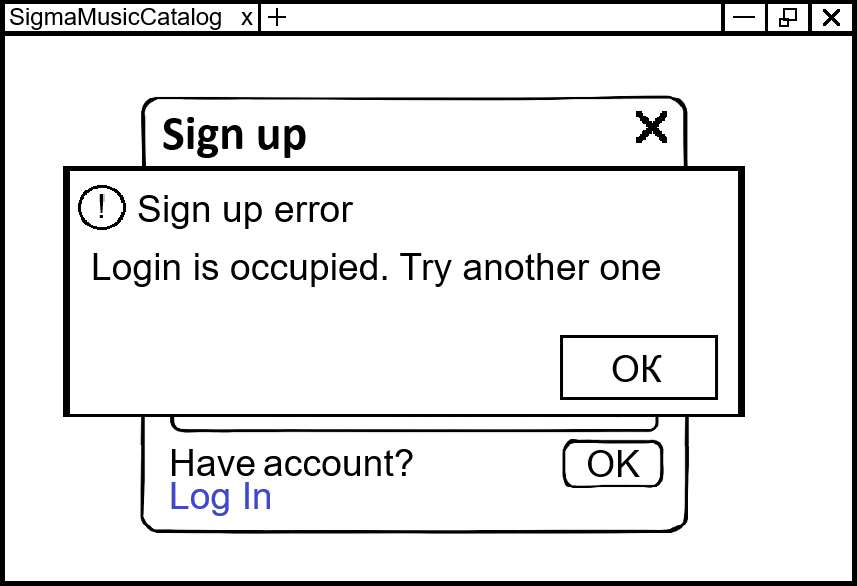 SigmaMusicCatalog x +
Sign up
! Sign up error
Login is occupied. Try another one
OK
Have account? OK
Log In